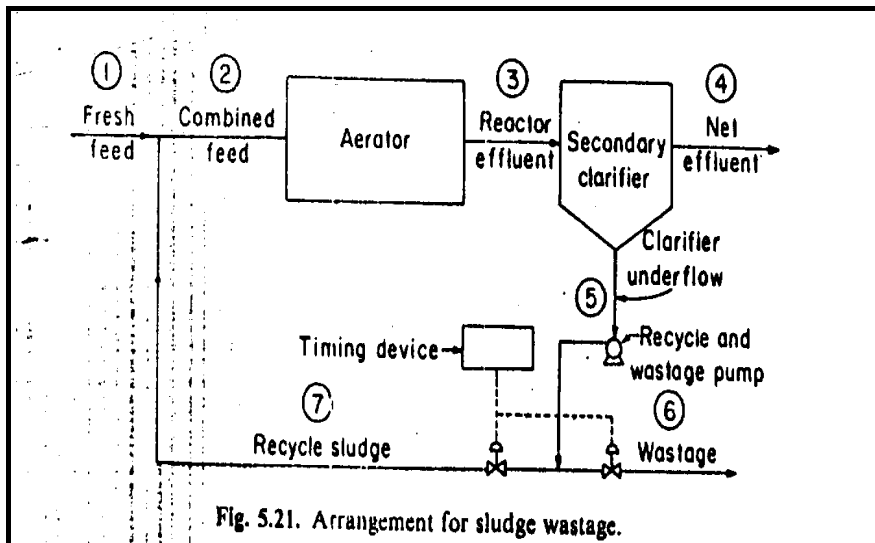 ①
Fresh
feed
②
Combined
feed
Aerator
③
Reactor
effluent
Secondary
clarifier
④
Net
effluent
Clarifier
underflow
⑤
Recycle and
wastage pump
Timing device
⑥
Wastage
⑦
Recycle sludge
Fig. 5.21. Arrangement for sludge wastage.